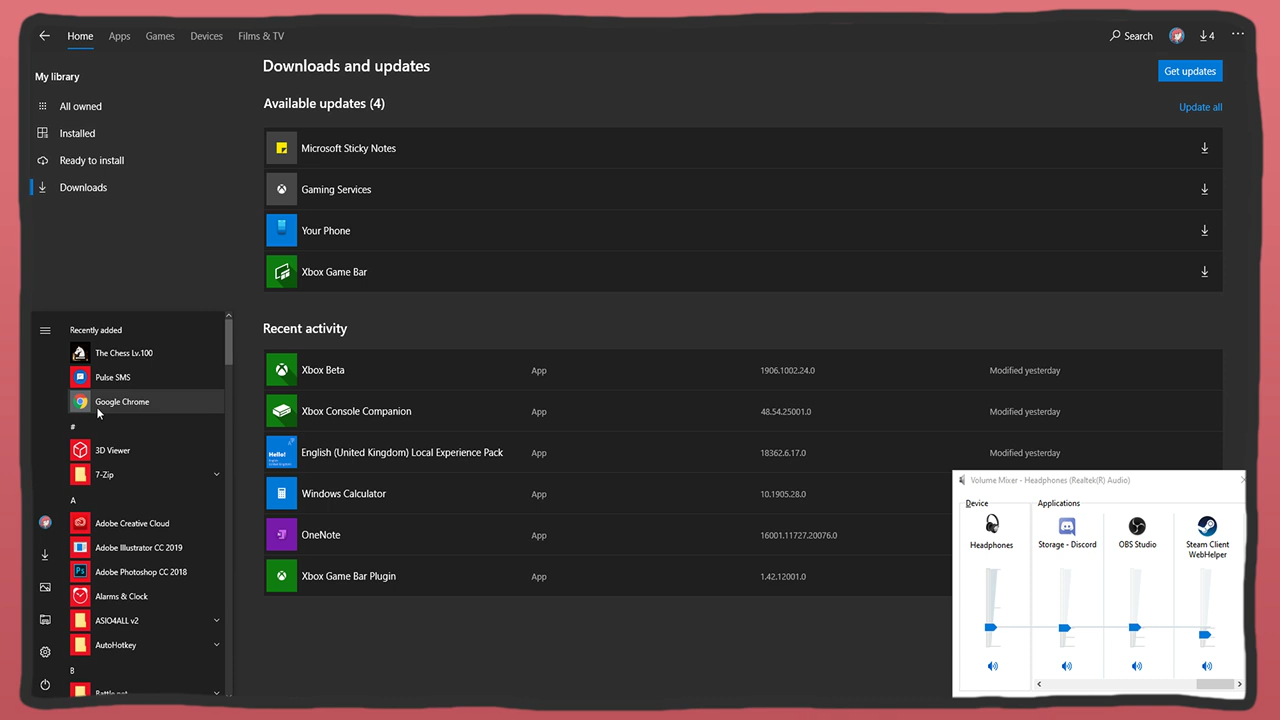 Home Apps Games Devices Films & TV Search 4 ...
My library
All owned
Installed
Ready to install
Downloads
Downloads and updates
Get updates
Available updates (4)
Update all
Microsoft Sticky Notes
Gaming Services
Your Phone
Xbox Game Bar
Recent activity
Xbox Beta App 1906.1002.24.0 Modified yesterday
Xbox Console Companion App 48.54.25001.0 Modified yesterday
Hello!
English (United Kingdom) Local Experience Pack App 18362.6.17.0 Modified yesterday
Windows Calculator App 10.1905.28.0
OneNote App 16001.11727.20076.0
Xbox Game Bar Plugin App 1.42.12001.0
Recently added
The Chess Lv.100
Pulse SMS
Google Chrome
#
3D Viewer
7-Zip
A
Adobe Creative Cloud
Adobe Illustrator CC 2019
Ps
Adobe Photoshop CC 2018
Alarms & Clock
ASIO4ALL v2
AutoHotkey
B
Battle.net
Volume Mixer - Headphones (Realtek(R) Audio)
Device Applications
Headphones Storage - Discord OBS Studio Steam Client
WebHelper